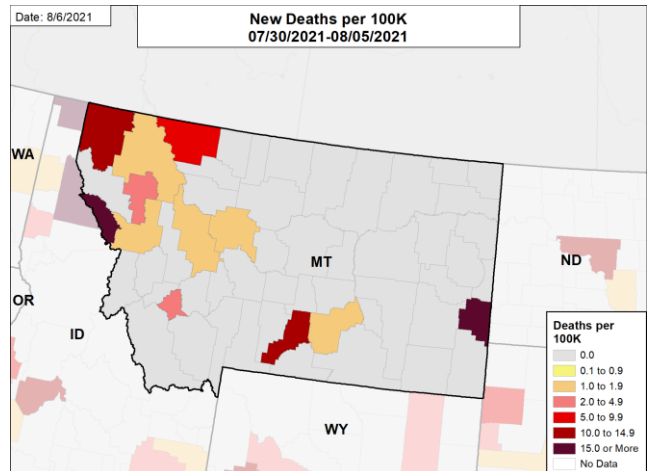 Date: 8/6/2021
New Deaths per 100K
07/30/2021-08/05/2021
WA
MT
ND
OR
ID
WY
Deaths per
100K
0.0
0.1 to 0.9
1.0 to 1.9
2.0 to 4.9
5.0 to 9.9
10.0 to 14.9
15.0 or More
No Data